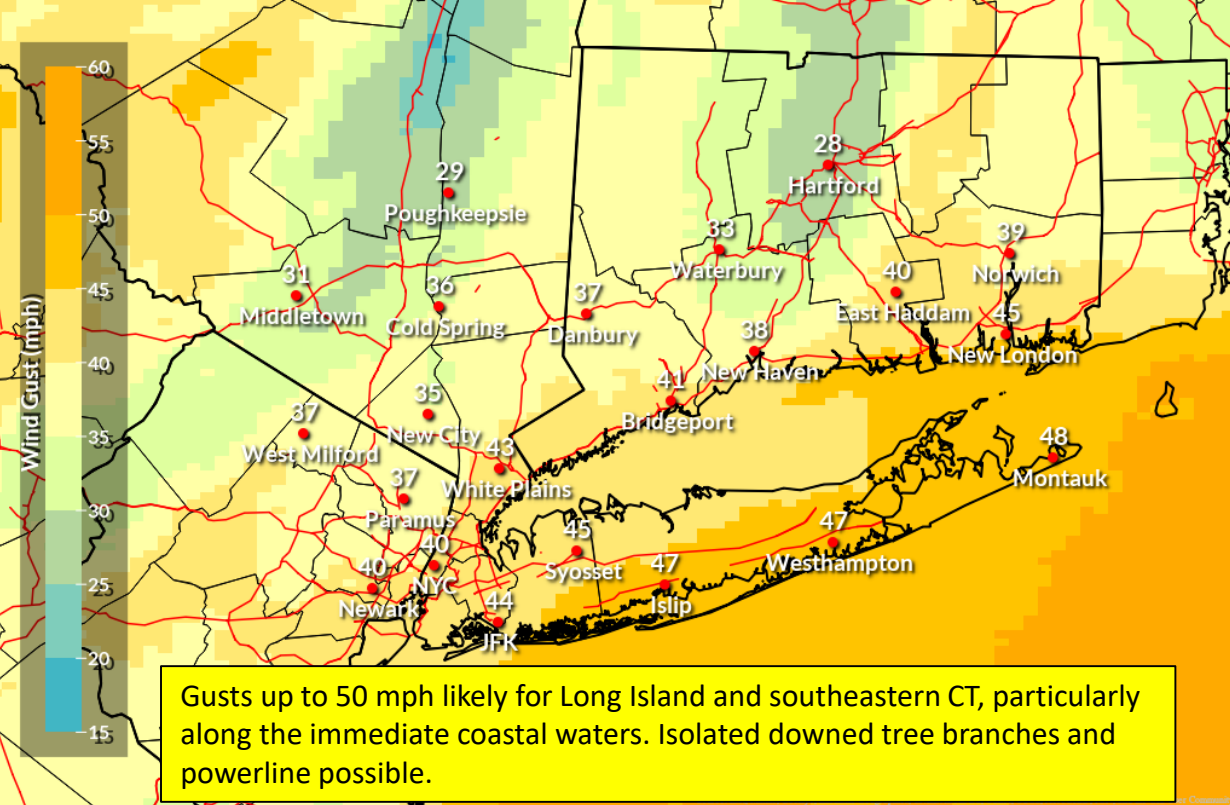 Wind Gust (mph)
60
55
50
45
40
35
30
25
20
15
28
Hartford
29
Poughkeepsie
33
Waterbury
39
Norwich
31
Middletown
36
Cold Spring
37
Danbury
40
East Haddam
45
New London
38
New Haven
41
Bridgeport
35
New City
37
West Milford
43
White Plains
48
Montauk
37
Paramus
40
NYC
45
Syosset
47
Westhampton
40
Newark
47
Islip
44
JFK
Gusts up to 50 mph likely for Long Island and southeastern CT, particularly
along the immediate coastal waters. Isolated downed tree branches and
powerline possible.